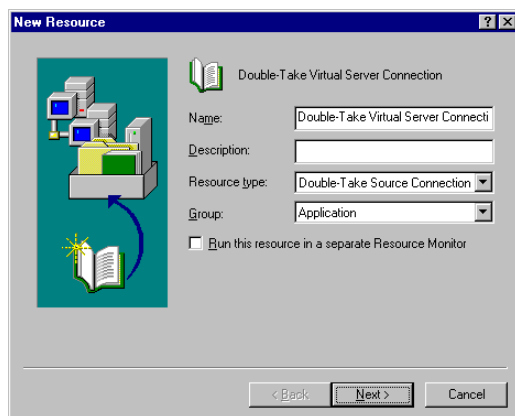 New Resource
Double-Take Virtual Server Connection
Name: Double-Take Virtual Server Connecti
Description:
Resource type: Double-Take Source Connection
Group: Application
Run this resource in a separate Resource Monitor
< Back Next > Cancel